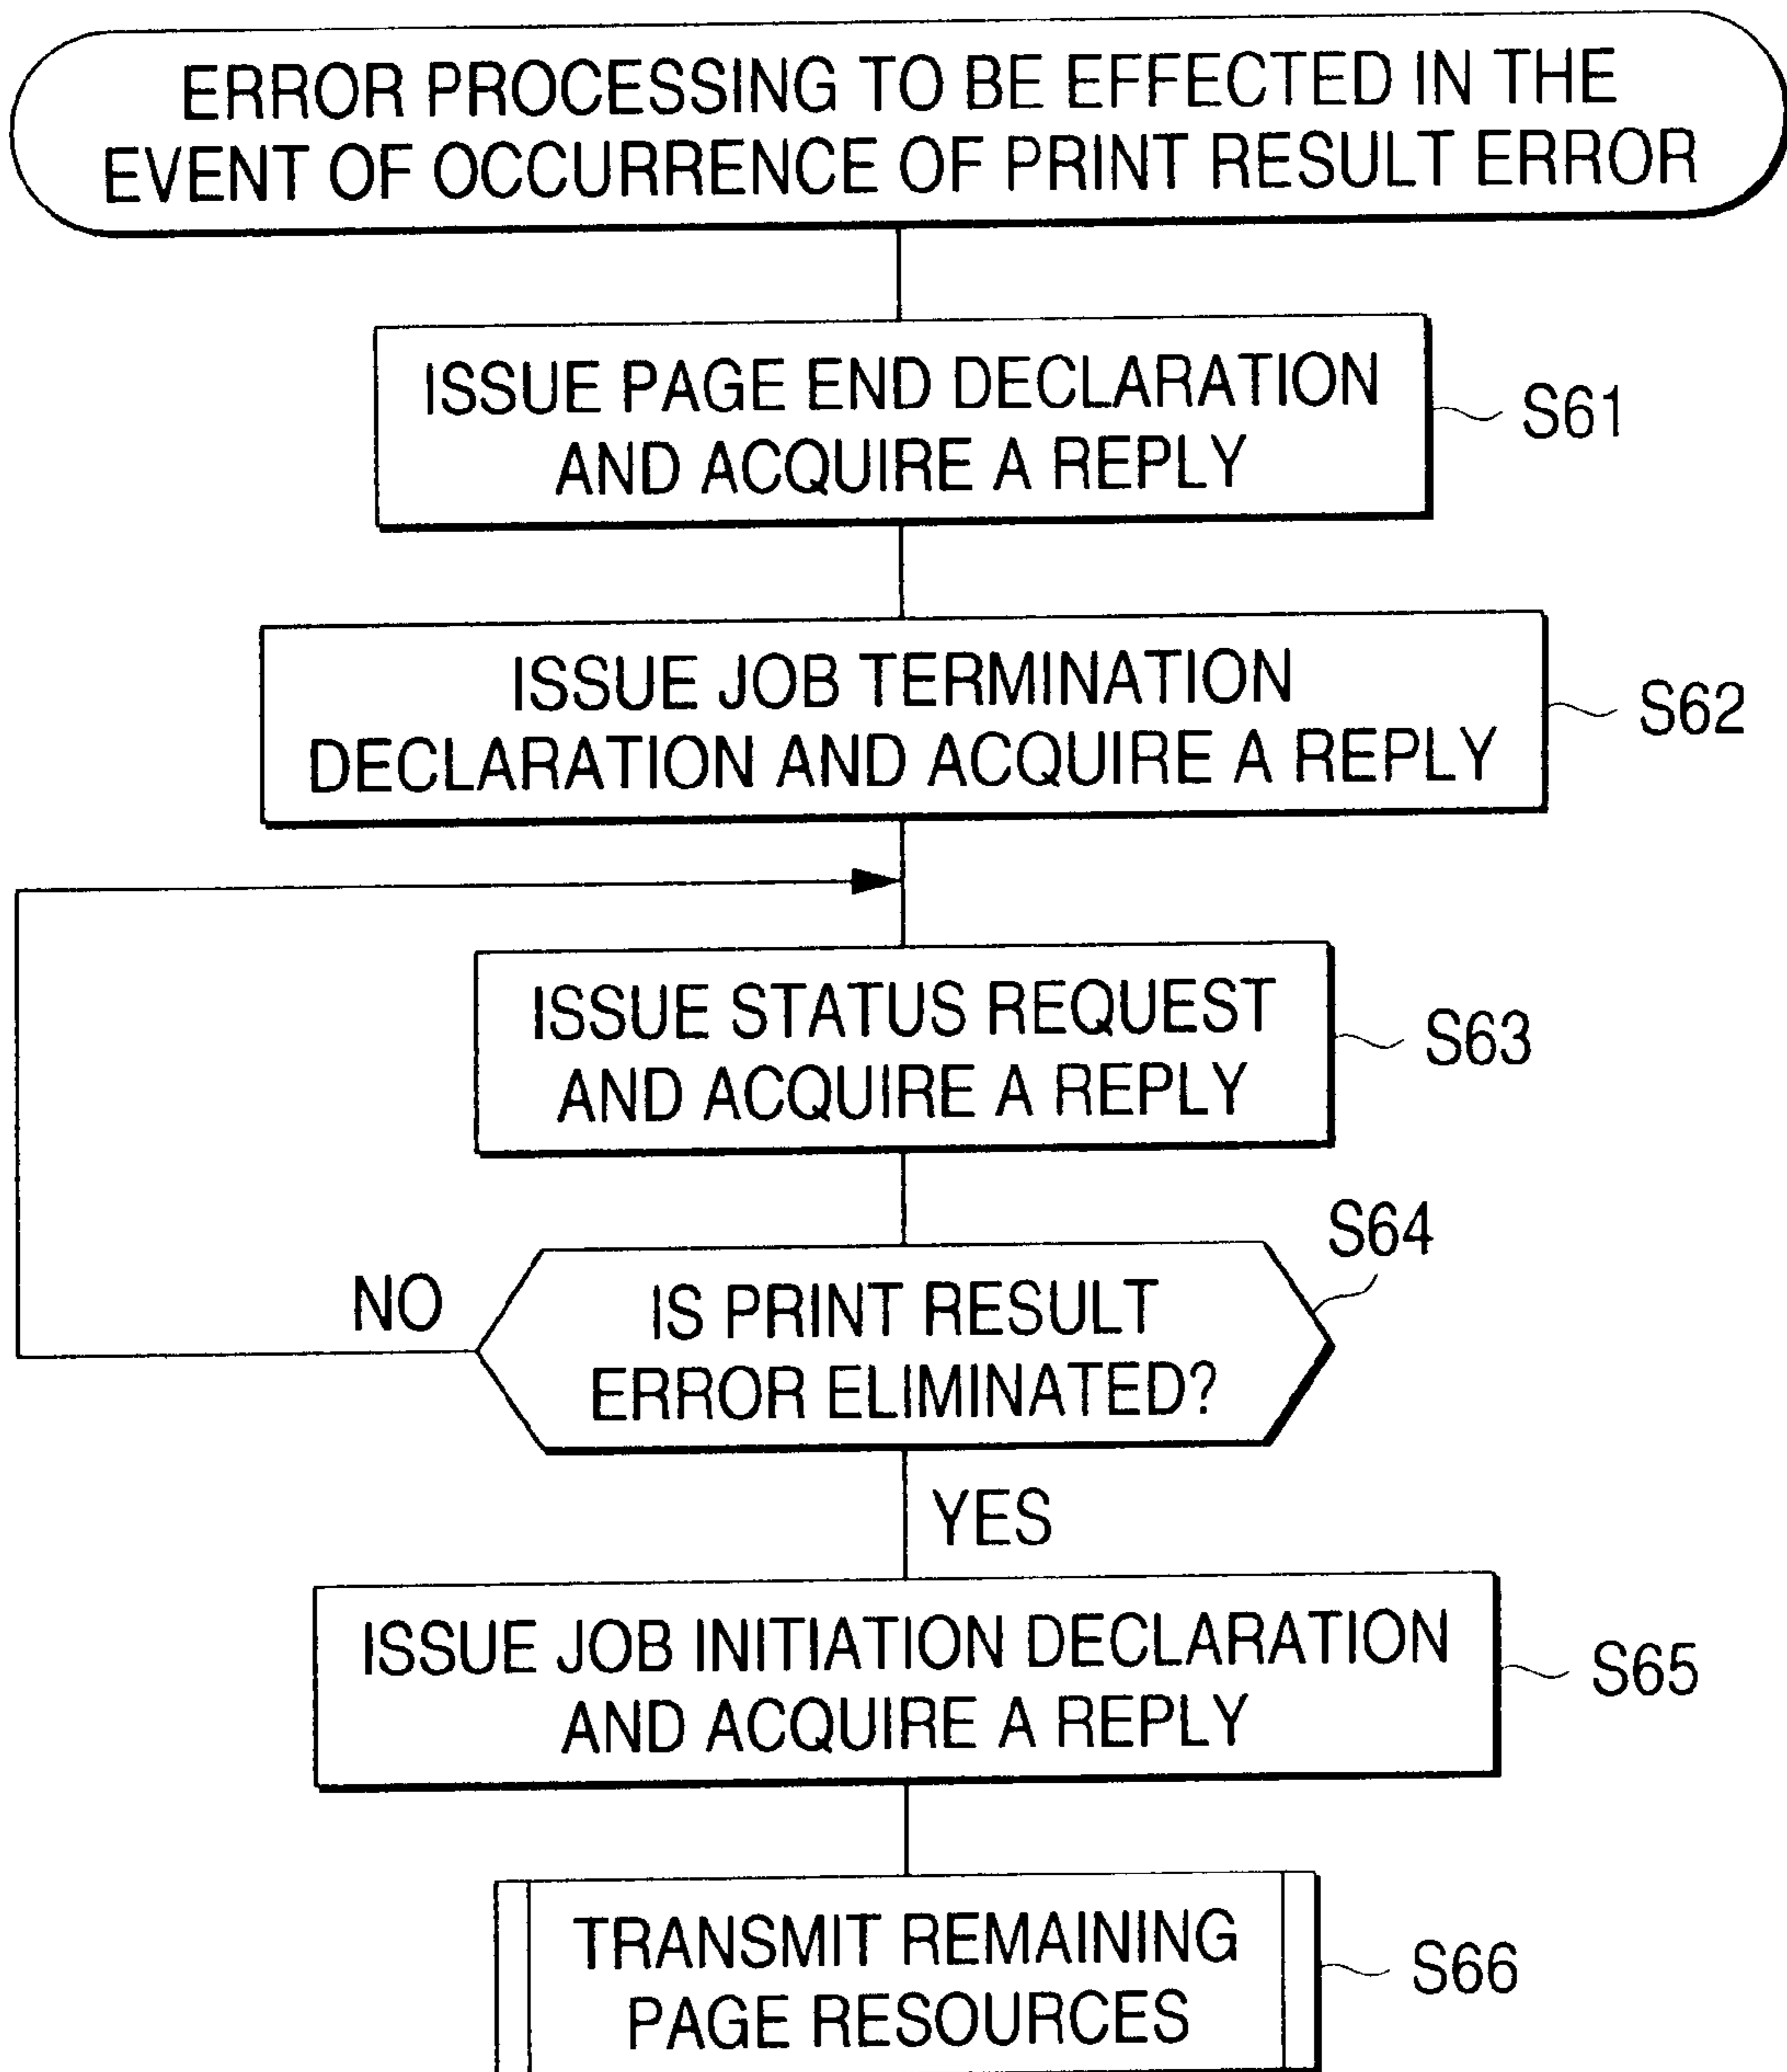 ERROR PROCESSING TO BE EFFECTED IN THE
EVENT OF OCCURRENCE OF PRINT RESULT ERROR
ISSUE PAGE END DECLARATION
AND ACQUIRE A REPLY
S61
ISSUE JOB TERMINATION
DECLARATION AND ACQUIRE A REPLY
S62
ISSUE STATUS REQUEST
AND ACQUIRE A REPLY
S63
S64
NO
IS PRINT RESULT
ERROR ELIMINATED?
YES
ISSUE JOB INITIATION DECLARATION
AND ACQUIRE A REPLY
S65
TRANSMIT REMAINING
PAGE RESOURCES
S66